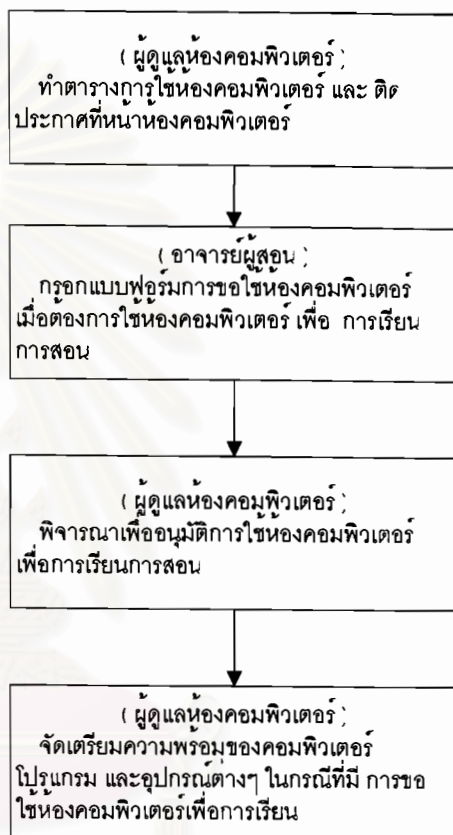 ( ผู้ดูแลห้องคอมพิวเตอร์ )
ทำตารางการใช้ห้องคอมพิวเตอร์ และ ติด
ประกาศที่หน้าห้องคอมพิวเตอร์
( อาจารย์ผู้สอน )
กรอกแบบฟอร์มการขอใช้ห้องคอมพิวเตอร์
เมื่อต้องการใช้ห้องคอมพิวเตอร์ เพื่อ การเรียน
การสอน
( ผู้ดูแลห้องคอมพิวเตอร์ )
พิจารณาเพื่ออนุมัติการใช้ห้องคอมพิวเตอร์
เพื่อการเรียนการสอน
( ผู้ดูแลห้องคอมพิวเตอร์ )
จัดเตรียมความพร้อมของคอมพิวเตอร์
โปรแกรม และอุปกรณ์ต่างๆ ในกรณีที่มี การขอ
ใช้ห้องคอมพิวเตอร์เพื่อการเรียน